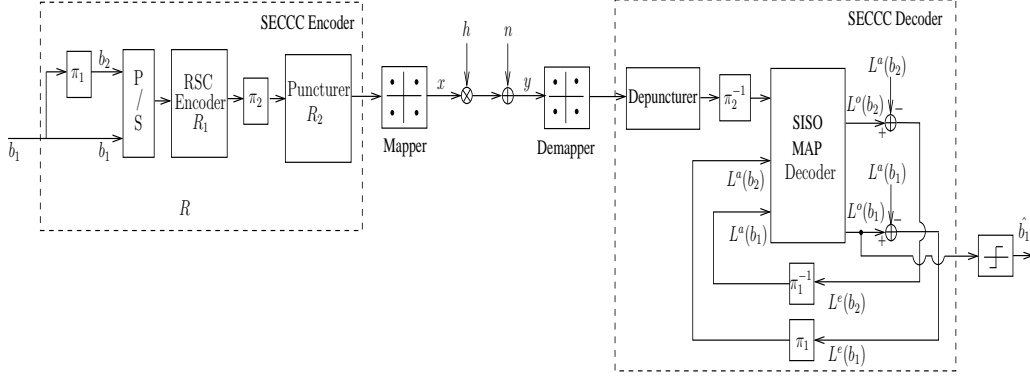 SECCC Encoder
π₁
b₂
P
/
S
RSC
Encoder
R₁
π₂
Puncturer
R₂
b₁
b₁
R
Mapper
x
h
n
y
Demapper
SECCC Decoder
Depuncturer
π₂⁻¹
SISO
MAP
Decoder
Lᵃ(b₂)
Lᵒ(b₂)
−
+
Lᵃ(b₁)
Lᵒ(b₁)
−
+
Lᵃ(b₂)
Lᵃ(b₁)
π₁⁻¹
Lᵉ(b₂)
π₁
Lᵉ(b₁)
b̂₁